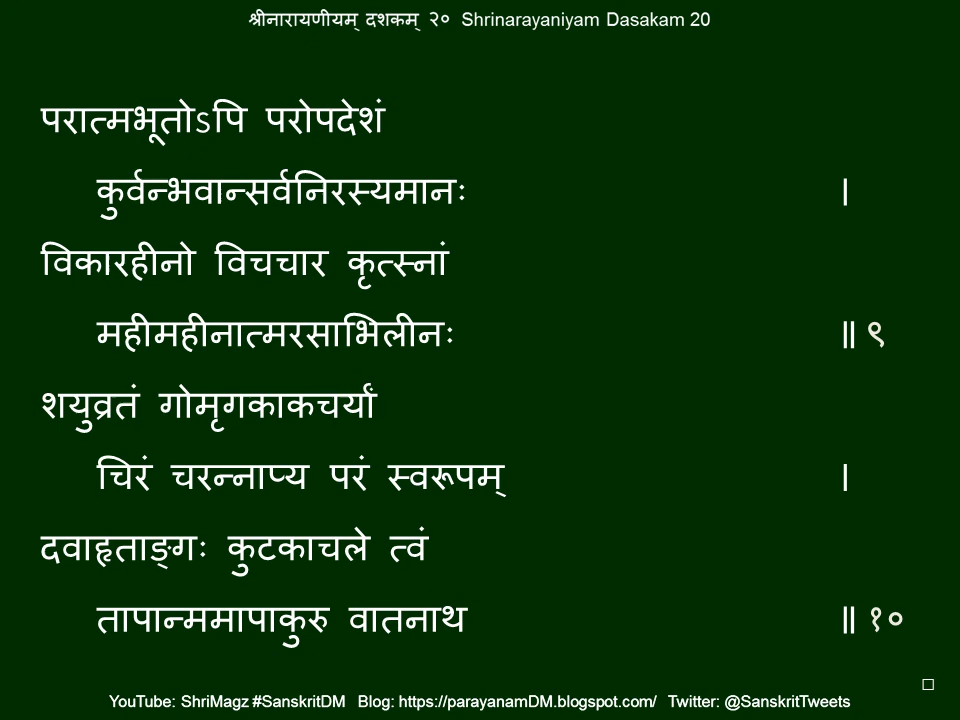 श्रीनारायणीयम् दशकम् २० Shrinarayaniyam Dasakam 20
परात्मभूतोऽपि परोपदेशं
कुर्वन्भवान्सर्वनिरस्यमानः ।
विकारहीनो विचचार कृत्स्नां
महीमहीनात्मरसाभिलीनः ॥ ९
शयुव्रतं गोमृगकाकचर्यां
चिरं चरन्नाप्य परं स्वरूपम् ।
दवाहृताङ्गः कुटकाचले त्वं
तापान्ममापाकुरु वातनाथ ॥ १०
YouTube: ShriMagz #SanskritDM Blog: https://parayanamDM.blogspot.com/ Twitter: @SanskritTweets